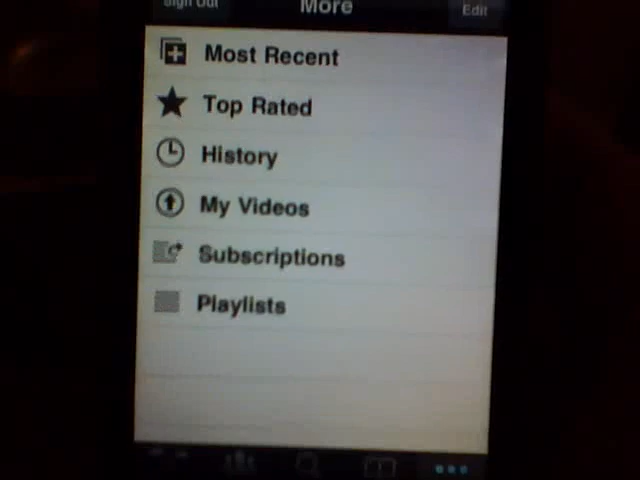 Sign Out More Edit
Most Recent
Top Rated
History
My Videos
Subscriptions
Playlists